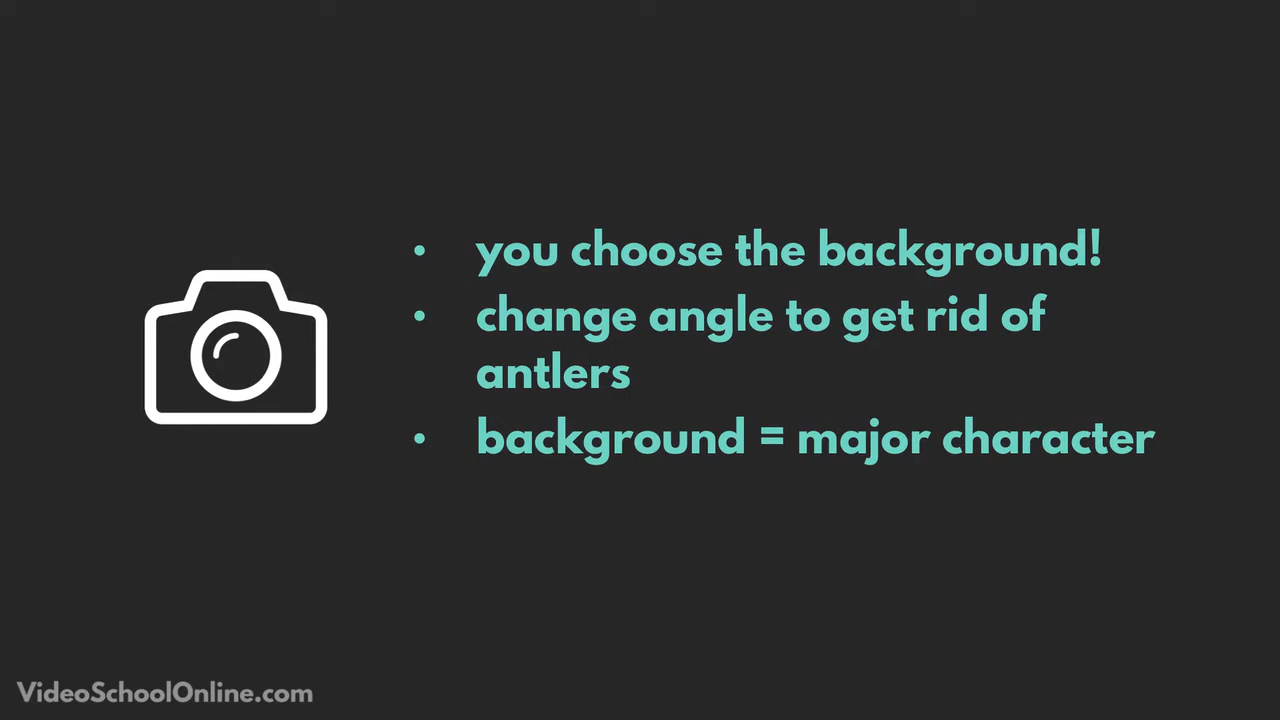 • you choose the background!
• change angle to get rid of
antlers
• background = major character
VideoSchoolOnline.com